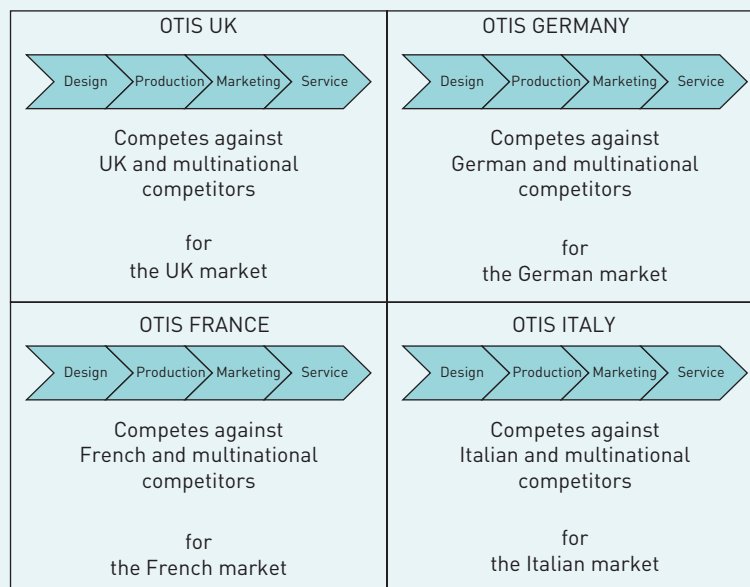 OTIS UK
Design Production Marketing Service
Competes against
UK and multinational
competitors
for
the UK market
OTIS GERMANY
Design Production Marketing Service
Competes against
German and multinational
competitors
for
the German market
OTIS FRANCE
Design Production Marketing Service
Competes against
French and multinational
competitors
for
the French market
OTIS ITALY
Design Production Marketing Service
Competes against
Italian and multinational
competitors
for
the Italian market